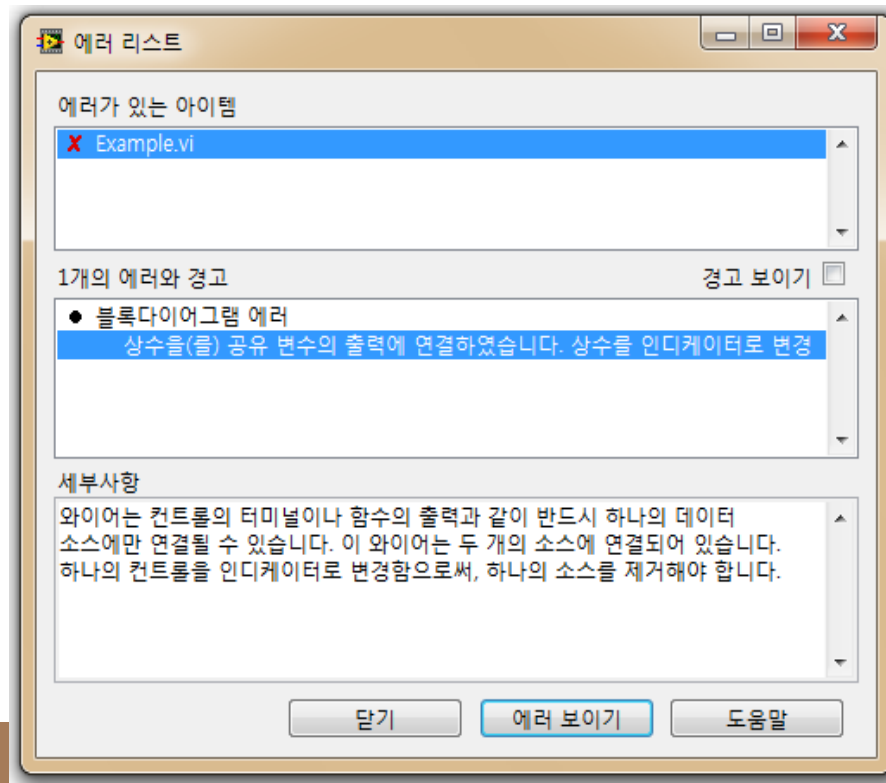 에러 리스트
에러가 있는 아이템
Example.vi
1개의 에러와 경고
경고 보이기
블록다이어그램 에러
상수을(를) 공유 변수의 출력에 연결하였습니다. 상수를 인디케이터로 변경
세부사항
와이어는 컨트롤의 터미널이나 함수의 출력과 같이 반드시 하나의 데이터
소스에만 연결될 수 있습니다. 이 와이어는 두 개의 소스에 연결되어 있습니다.
하나의 컨트롤을 인디케이터로 변경함으로써, 하나의 소스를 제거해야 합니다.
닫기
에러 보이기
도움말